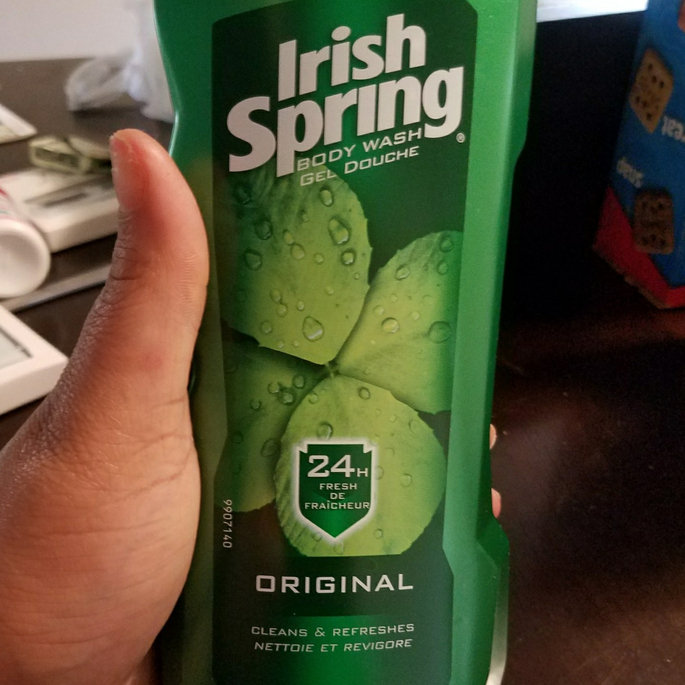 Irish
Spring®
BODY WASH
GEL DOUCHE
24H
FRESH
DE
FRAÎCHEUR
9907140
ORIGINAL
CLEANS & REFRESHES
NETTOIE ET REVIGORE